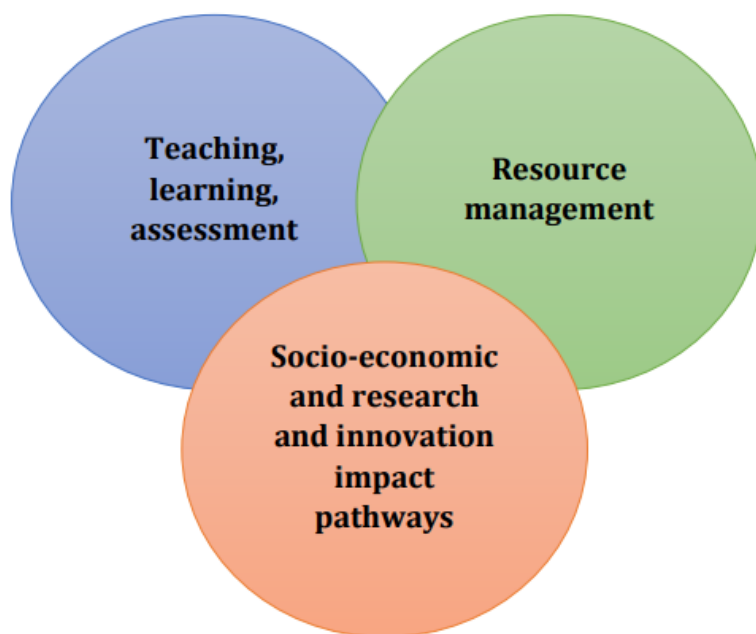 Teaching,
learning,
assessment
Resource
management
Socio-economic
and research
and innovation
impact
pathways